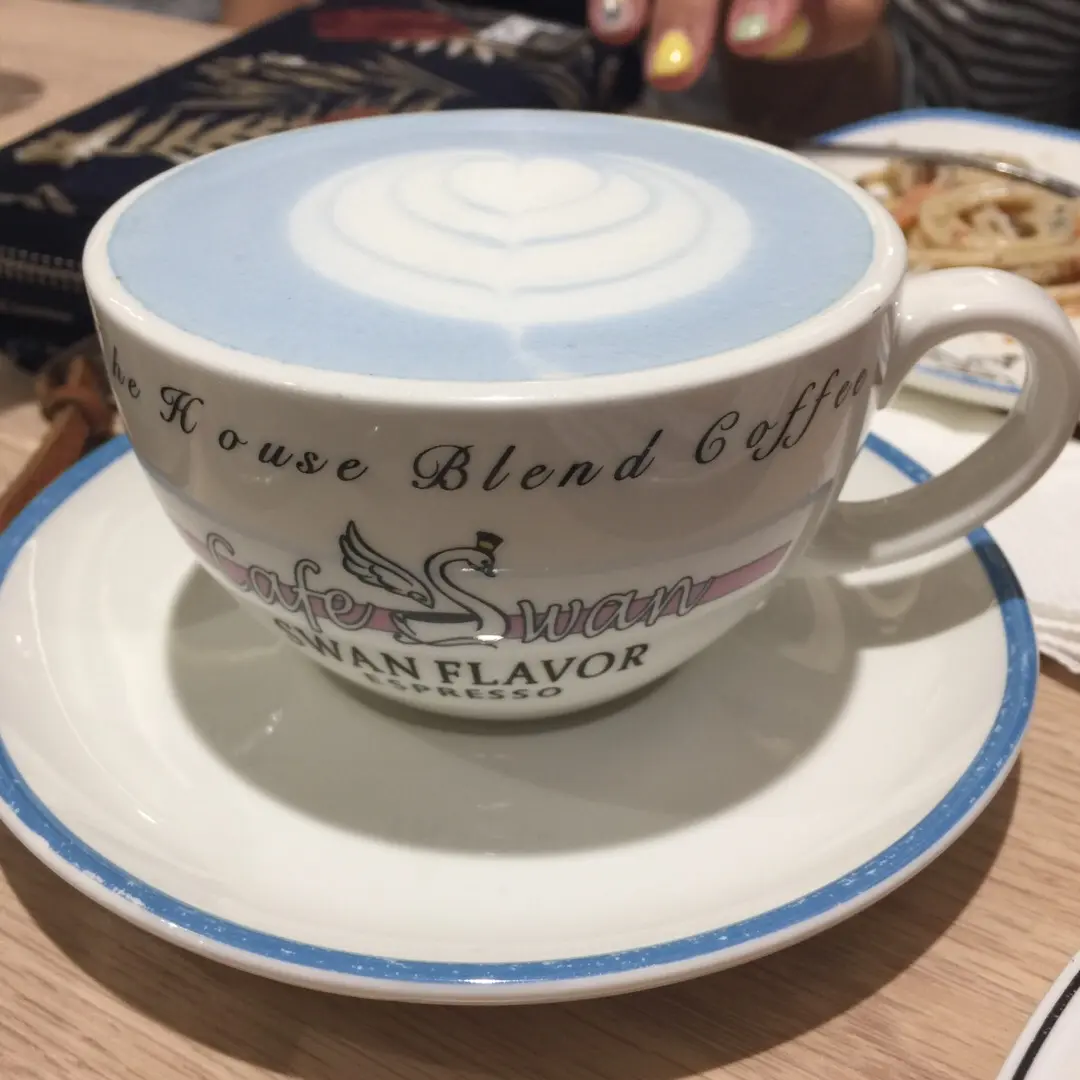 he House Blend Coffee
Cafe Swan
SWAN FLAVOR
ESPRESSO